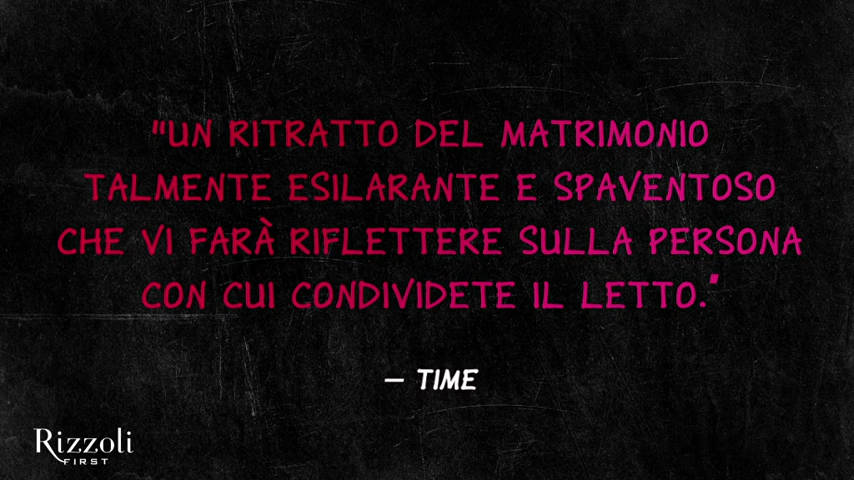 "UN RITRATTO DEL MATRIMONIO
TALMENTE ESILARANTE E SPAVENTOSO
CHE VI FARÀ RIFLETTERE SULLA PERSONA
CON CUI CONDIVIDETE IL LETTO."
– TIME
Rizzoli
FIRST